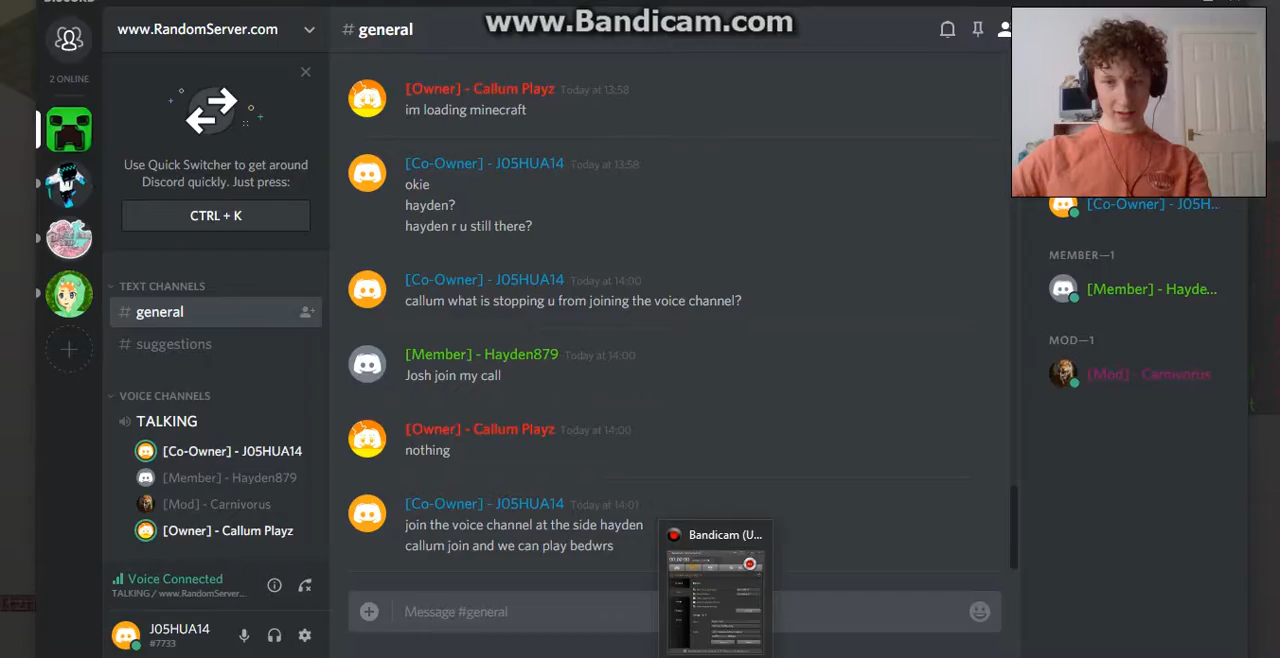 www.Bandicam.com
DISCORD
www.RandomServer.com
# general
2 ONLINE
Use Quick Switcher to get around
Discord quickly. Just press:
CTRL + K
TEXT CHANNELS
# general
# suggestions
VOICE CHANNELS
TALKING
[Co-Owner] - J05HUA14
[Member] - Hayden879
[Mod] - Carnivorus
[Owner] - Callum Playz
Voice Connected
TALKING / www.RandomServer...
J05HUA14
#7733
[Owner] - Callum Playz Today at 13:58
im loading minecraft
[Co-Owner] - J05HUA14 Today at 13:58
okie
hayden?
hayden r u still there?
[Co-Owner] - J05HUA14 Today at 14:00
callum what is stopping u from joining the voice channel?
[Member] - Hayden879 Today at 14:00
Josh join my call
[Owner] - Callum Playz Today at 14:00
nothing
[Co-Owner] - J05HUA14 Today at 14:01
join the voice channel at the side hayden
callum join and we can play bedwrs
Message #general
Bandicam (U...
[Co-Owner] - J05H...
MEMBER—1
[Member] - Hayde...
MOD—1
[Mod] - Carnivorus